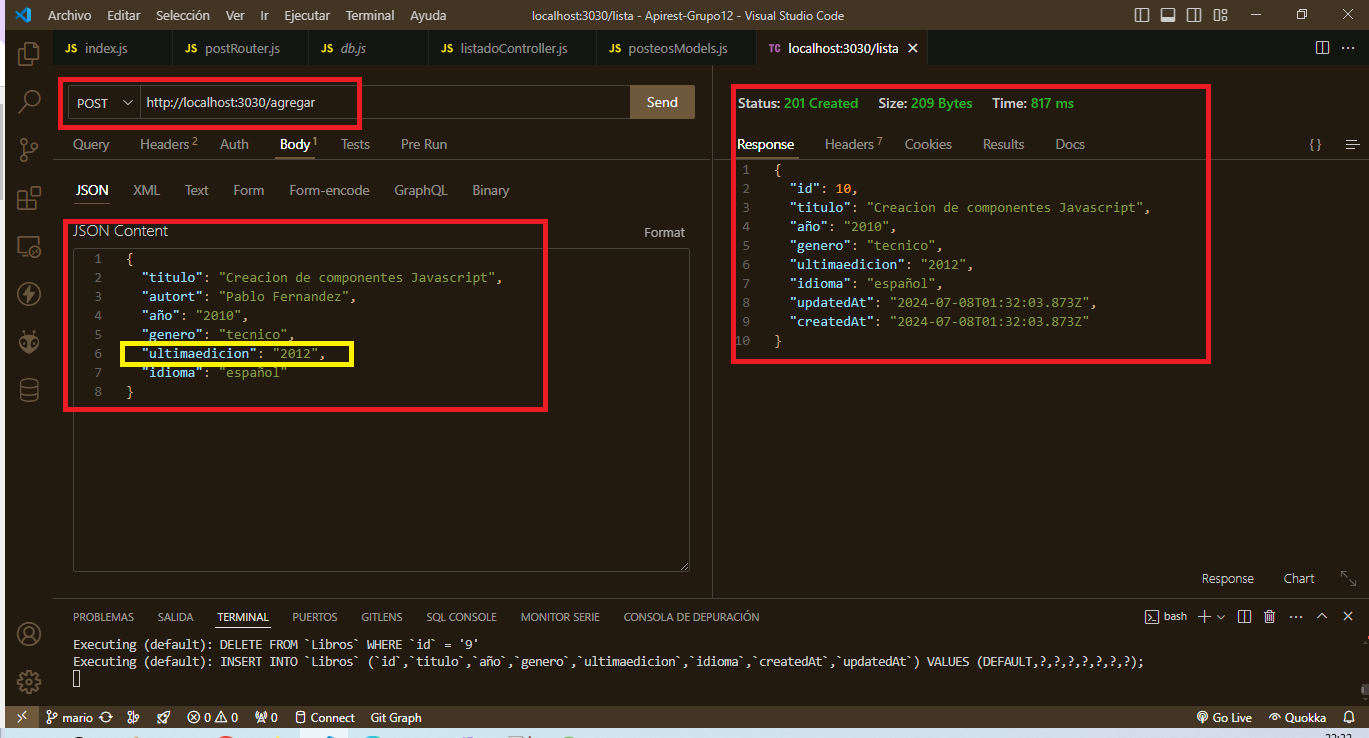 Archivo Editar Selección Ver Ir Ejecutar Terminal Ayuda localhost:3030/lista - Apirest-Grupo12 - Visual Studio Code
JS index.js JS postRouter.js JS db.js JS listadoController.js JS posteosModels.js TC localhost:3030/lista
POST http://localhost:3030/agregar Send
Query Headers 2 Auth Body 1 Tests Pre Run
JSON XML Text Form Form-encode GraphQL Binary
JSON Content Format
1 {
2 "titulo": "Creacion de componentes Javascript",
3 "autort": "Pablo Fernandez",
4 "año": "2010",
5 "genero": "tecnico",
6 "ultimaedicion": "2012",
7 "idioma": "español"
8 }
Status: 201 Created Size: 209 Bytes Time: 817 ms
Response Headers 7 Cookies Results Docs { }
1 {
2 "id": 10,
3 "titulo": "Creacion de componentes Javascript",
4 "año": "2010",
5 "genero": "tecnico",
6 "ultimaedicion": "2012",
7 "idioma": "español",
8 "updatedAt": "2024-07-08T01:32:03.873Z",
9 "createdAt": "2024-07-08T01:32:03.873Z"
10 }
Response Chart
PROBLEMAS SALIDA TERMINAL PUERTOS GITLENS SQL CONSOLE MONITOR SERIE CONSOLA DE DEPURACIÓN bash
Executing (default): DELETE FROM `Libros` WHERE `id` = '9'
Executing (default): INSERT INTO `Libros` (`id`,`titulo`,`año`,`genero`,`ultimaedicion`,`idioma`,`createdAt`,`updatedAt`) VALUES (DEFAULT,?,?,?,?,?,?,?);
mario 0 0 0 Connect Git Graph Go Live Quokka